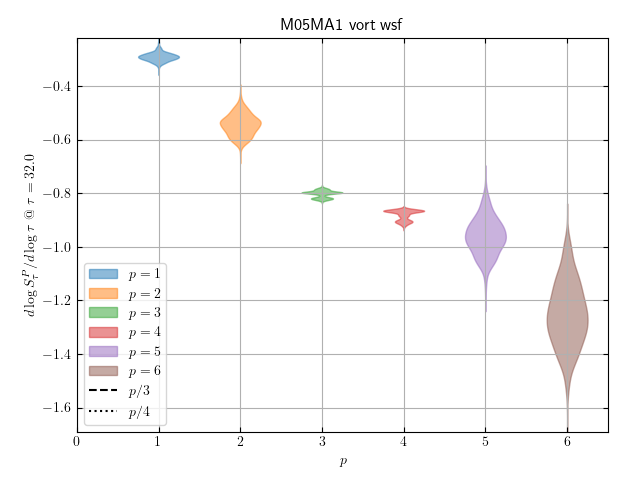 M05MA1 vort wsf
d log S_τ^P / d log τ @ τ = 32.0
−0.4
−0.6
−0.8
−1.0
−1.2
−1.4
−1.6
p = 1
p = 2
p = 3
p = 4
p = 5
p = 6
p/3
p/4
0
1
2
3
4
5
6
p